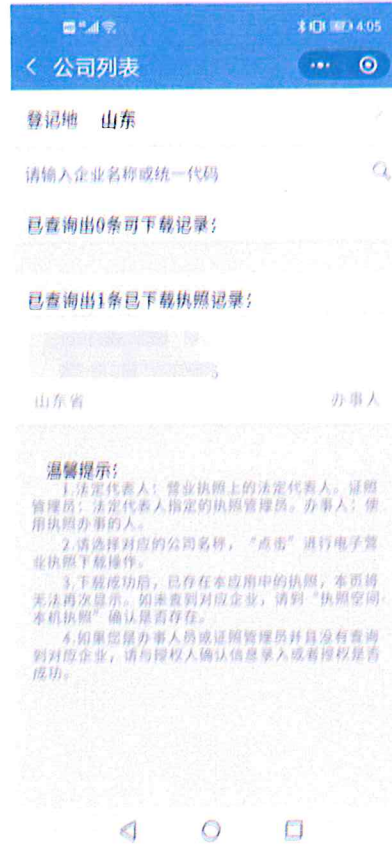 4:05
公司列表
登记地 山东
请输入企业名称或统一代码
已查询出0条可下载记录：
已查询出1条已下载执照记录：
山东省 办事人
温馨提示：
1.法定代表人：营业执照上的法定代表人。证照
管理员：法定代表人指定的执照管理员。办事人：使
用执照办事的人。
2.请选择对应的公司名称，“点击”进行电子营
业执照下载操作。
3.下载成功后，已存在本应用中的执照，本页将
无法再次显示。如未查到对应企业，请到“执照空间-
本机执照”确认是否存在。
4.如果您是办事人员或证照管理员并且没有查询
到对应企业，请与授权人确认信息录入或者授权是否
成功。